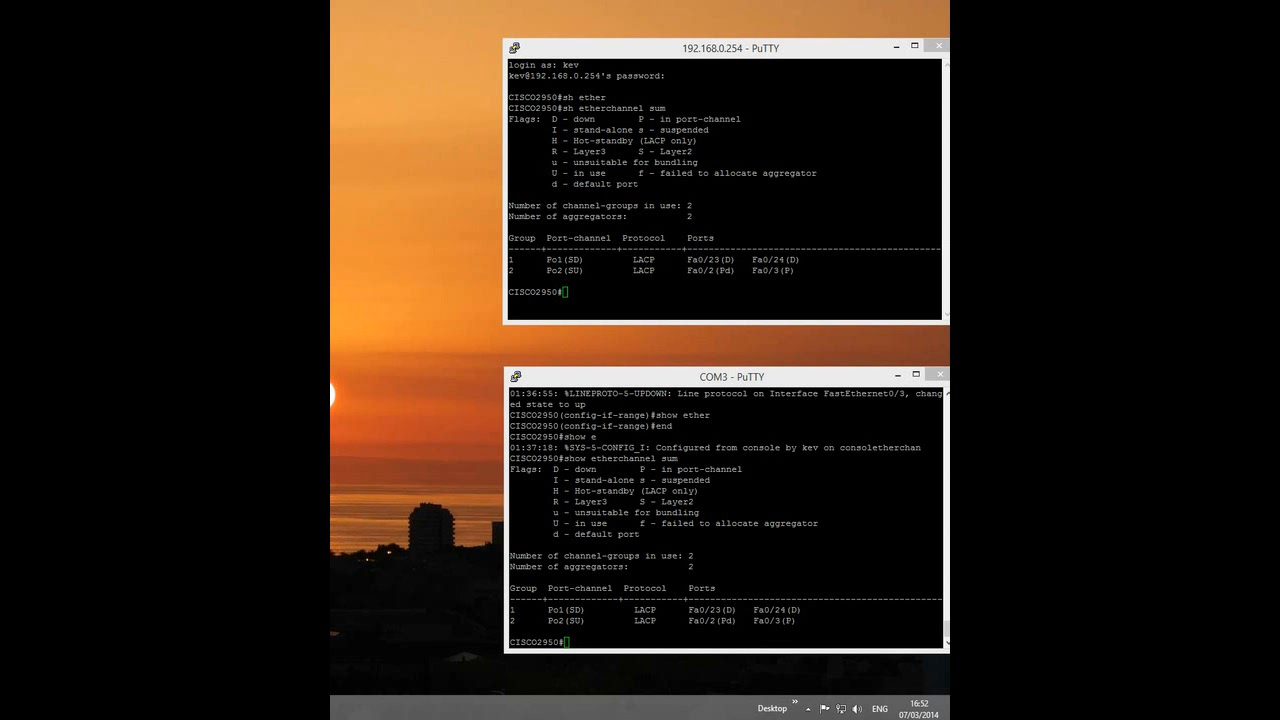 192.168.0.254 - PuTTY
login as: kev
kev@192.168.0.254's password:
CISCO2950#sh ether
CISCO2950#sh etherchannel sum
Flags:  D - down        P - in port-channel
I - stand-alone s - suspended
H - Hot-standby (LACP only)
R - Layer3      S - Layer2
u - unsuitable for bundling
U - in use      f - failed to allocate aggregator
d - default port
Number of channel-groups in use: 2
Number of aggregators:           2
Group  Port-channel  Protocol    Ports
------+-------------+-----------+-----------------------------------------------
1      Po1(SD)         LACP      Fa0/23(D)   Fa0/24(D)
2      Po2(SU)         LACP      Fa0/2(Pd)   Fa0/3(P)
CISCO2950#
COM3 - PuTTY
01:36:55: %LINEPROTO-5-UPDOWN: Line protocol on Interface FastEthernet0/3, chang
ed state to up
CISCO2950(config-if-range)#show ether
CISCO2950(config-if-range)#end
CISCO2950#show e
01:37:18: %SYS-5-CONFIG_I: Configured from console by kev on consoletherchan
CISCO2950#show etherchannel sum
Flags:  D - down        P - in port-channel
I - stand-alone s - suspended
H - Hot-standby (LACP only)
R - Layer3      S - Layer2
u - unsuitable for bundling
U - in use      f - failed to allocate aggregator
d - default port
Number of channel-groups in use: 2
Number of aggregators:           2
Group  Port-channel  Protocol    Ports
------+-------------+-----------+-----------------------------------------------
1      Po1(SD)         LACP      Fa0/23(D)   Fa0/24(D)
2      Po2(SU)         LACP      Fa0/2(Pd)   Fa0/3(P)
CISCO2950#
Desktop » ENG 16:52
07/03/2014